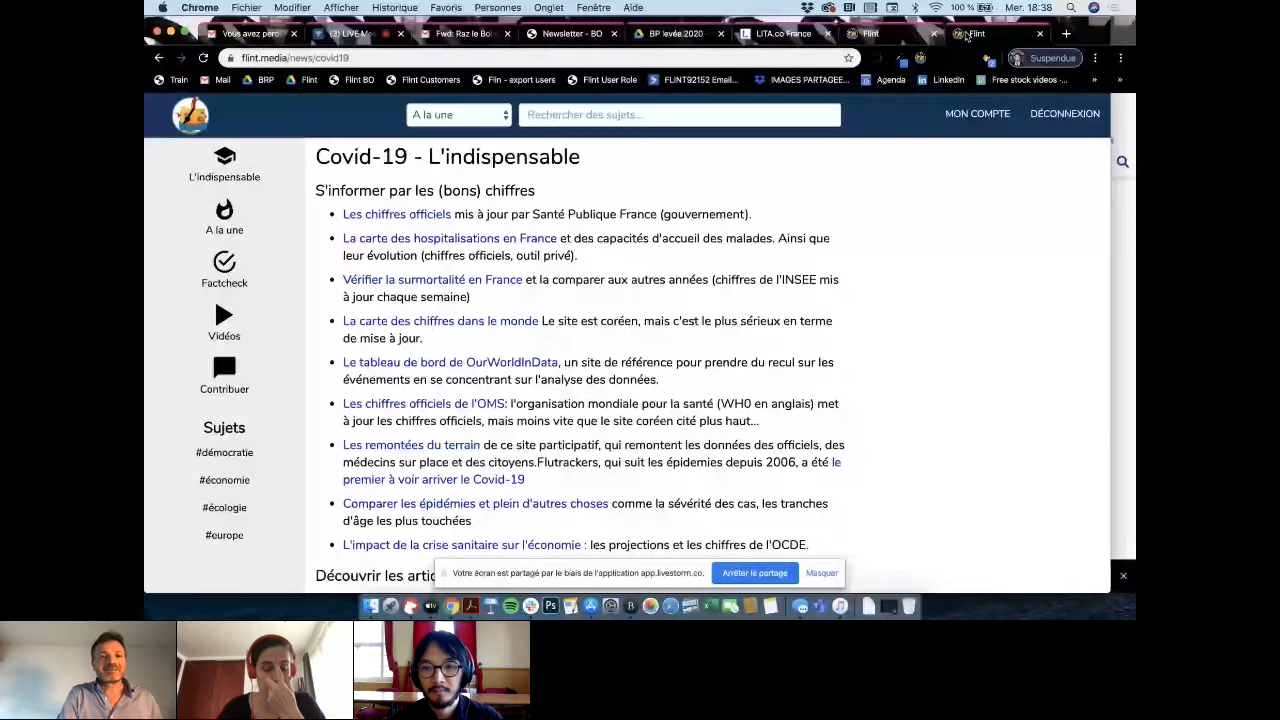 Chrome Fichier Modifier Afficher Historique Favoris Personnes Onglet Fenêtre Aide 100 % Mar. 18:38
Vous avez perd (3) LIVE Mo Fwd: Raz le Bol Newsletter - BO BP levée 2020 LITA.co France Flint Flint
flint.media/news/covid19 Suspendue
Train Mail BRP Flint Flint BO Flint Customers Flin - export users Flint User Role FLINT92152 Email... IMAPS PARTAGEE... Agenda LinkedIn Free stock videos -...
A la une Rechercher des sujets... MON COMPTE DÉCONNEXION
L'indispensable
A la une
Factcheck
Vidéos
Contribuer
Sujets
#démocratie
#économie
#écologie
#europe
Covid-19 - L'indispensable
S'informer par les (bons) chiffres
Les chiffres officiels mis à jour par Santé Publique France (gouvernement).
La carte des hospitalisations en France et des capacités d'accueil des malades. Ainsi que
leur évolution (chiffres officiels, outil privé).
Vérifier la surmortalité en France et la comparer aux autres années (chiffres de l'INSEE mis
à jour chaque semaine)
La carte des chiffres dans le monde Le site est coréen, mais c'est le plus sérieux en terme
de mise à jour.
Le tableau de bord de OurWorldInData, un site de référence pour prendre du recul sur les
événements en se concentrant sur l'analyse des données.
Les chiffres officiels de l'OMS: l'organisation mondiale pour la santé (WH0 en anglais) met
à jour les chiffres officiels, mais moins vite que le site coréen cité plus haut...
Les remontées du terrain de ce site participatif, qui remontent les données des officiels, des
médecins sur place et des citoyens.Flutrackers, qui suit les épidemies depuis 2006, a été le
premier à voir arriver le Covid-19
Comparer les épidémies et plein d'autres choses comme la sévérité des cas, les tranches
d'âge les plus touchées
L'impact de la crise sanitaire sur l'économie : les projections et les chiffres de l'OCDE.
Découvrir les artic
Votre écran est partagé par le biais de l'application app.livestorm.co. Arrêter le partage Masquer